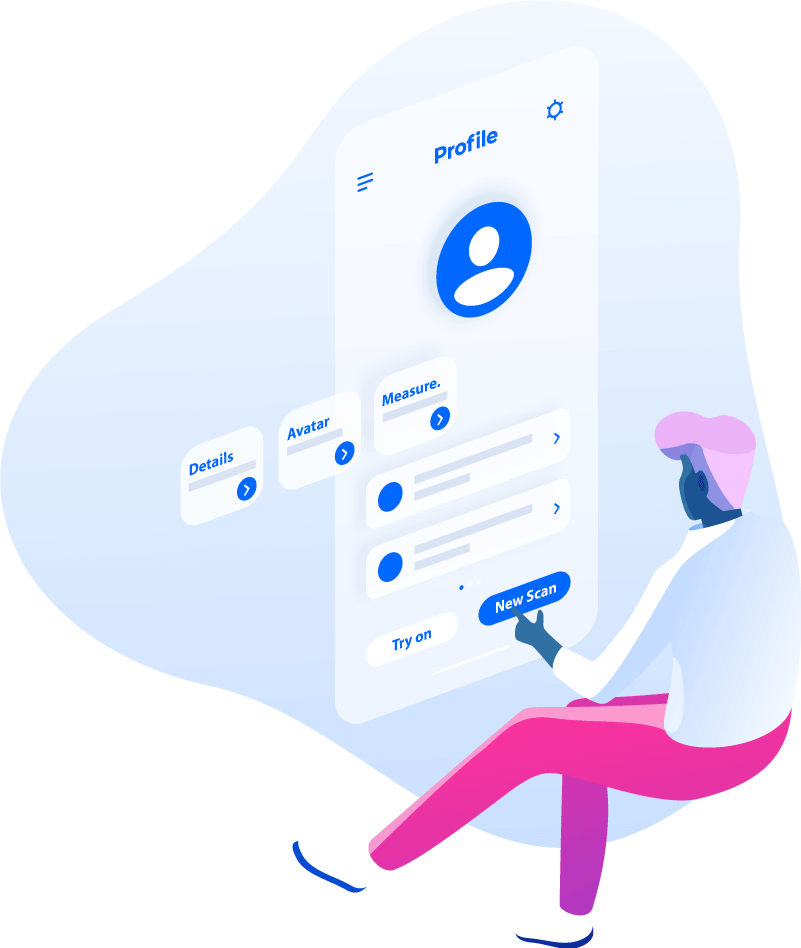 Profile
Measure.
Avatar
Details
New Scan
Try on